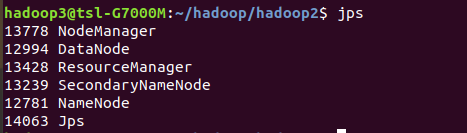 hadoop3@tsl-G7000M:~/hadoop/hadoop2$ jps
13778 NodeManager
12994 DataNode
13428 ResourceManager
13239 SecondaryNameNode
12781 NameNode
14063 Jps